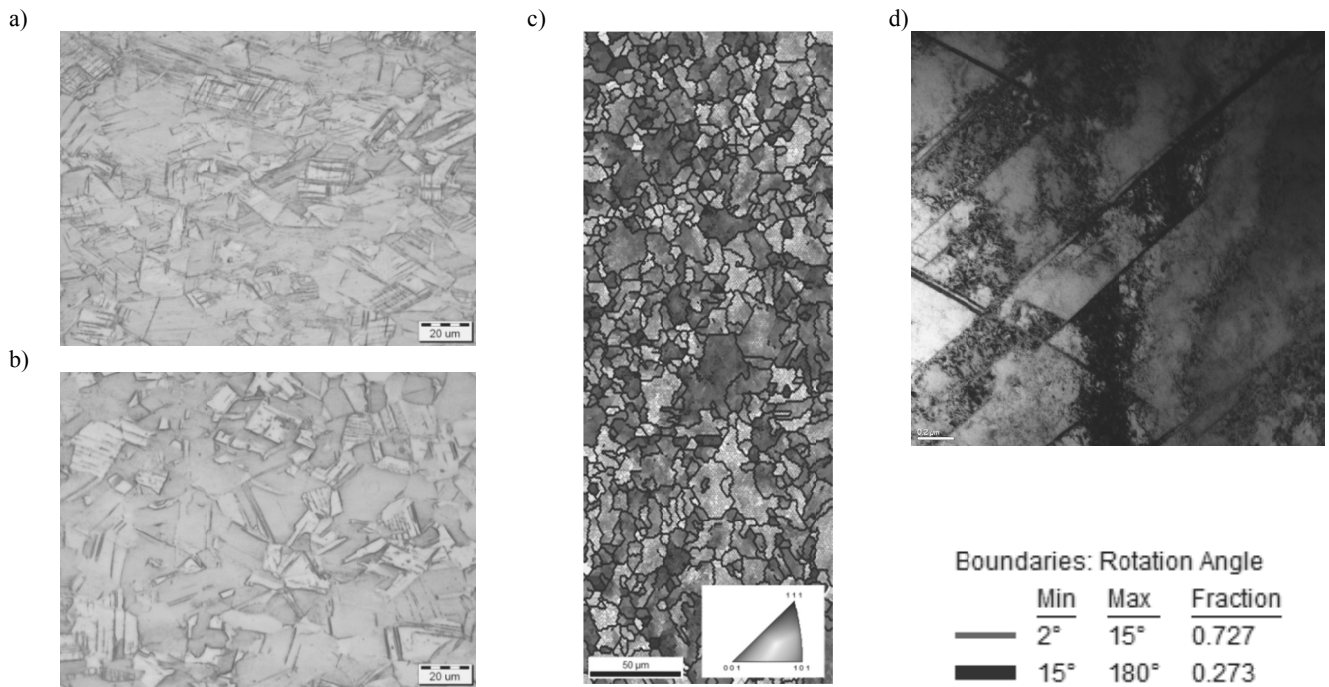 a)
20 um
b)
20 um
c)
111
001 101
50 µm
d)
0.2 µm
Boundaries: Rotation Angle
Min Max Fraction
2° 15° 0.727
15° 180° 0.273